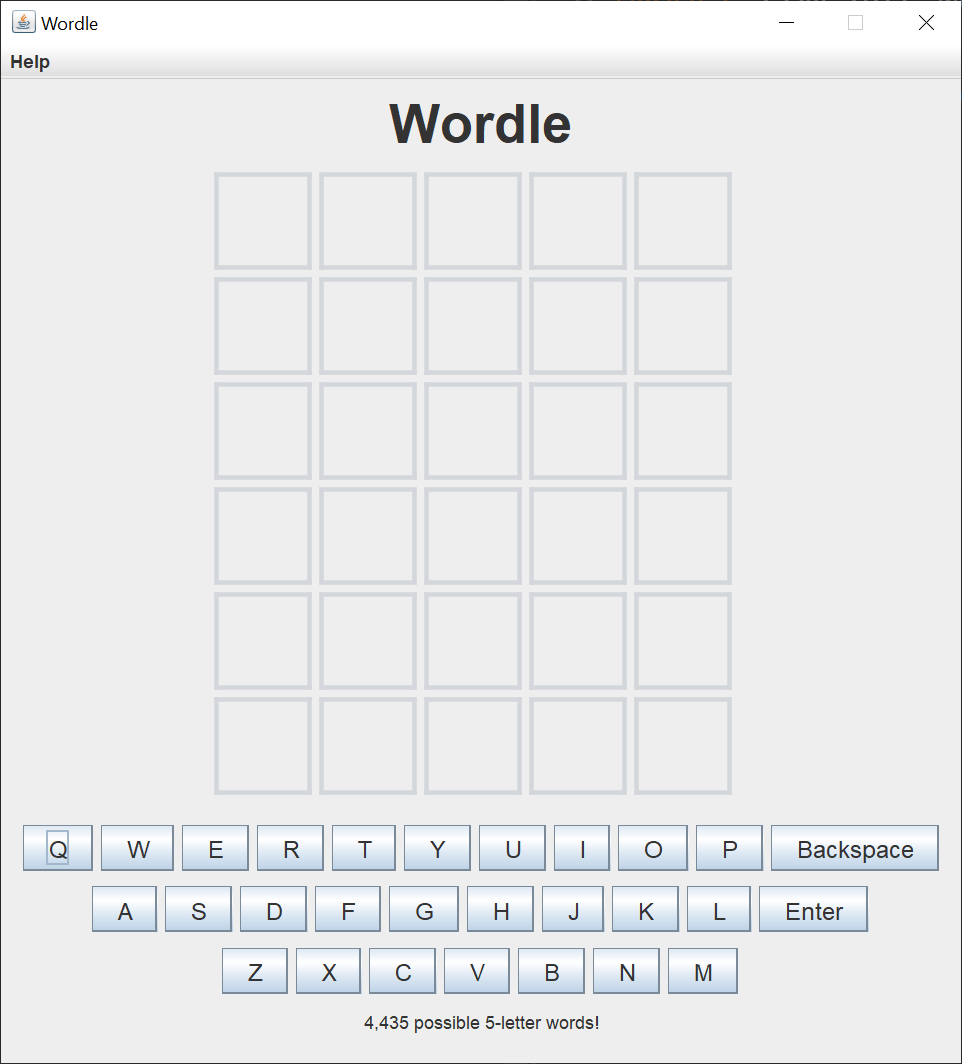 Wordle
Help
Wordle
Q W E R T Y U I O P Backspace
A S D F G H J K L Enter
Z X C V B N M
4,435 possible 5-letter words!